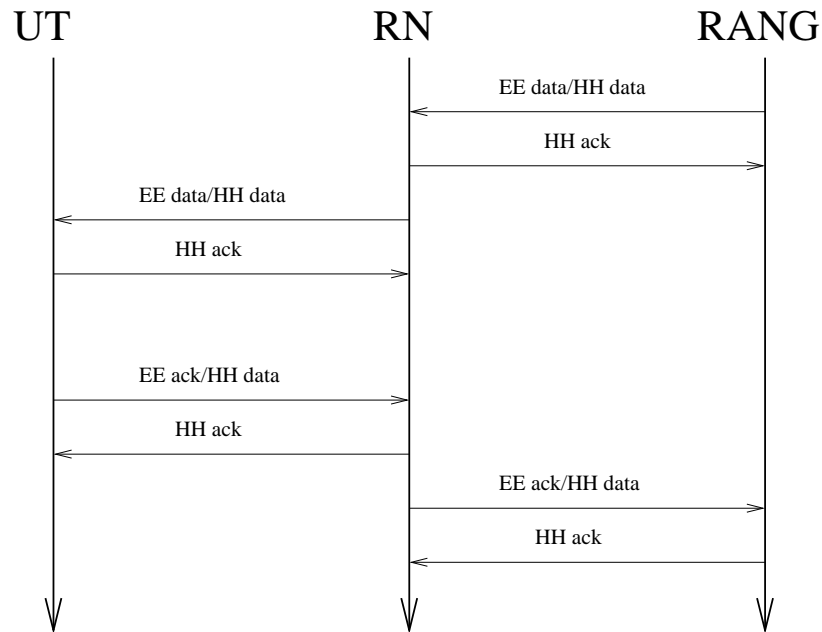 UT RN RANG
EE data/HH data
HH ack
EE data/HH data
HH ack
EE ack/HH data
HH ack
EE ack/HH data
HH ack